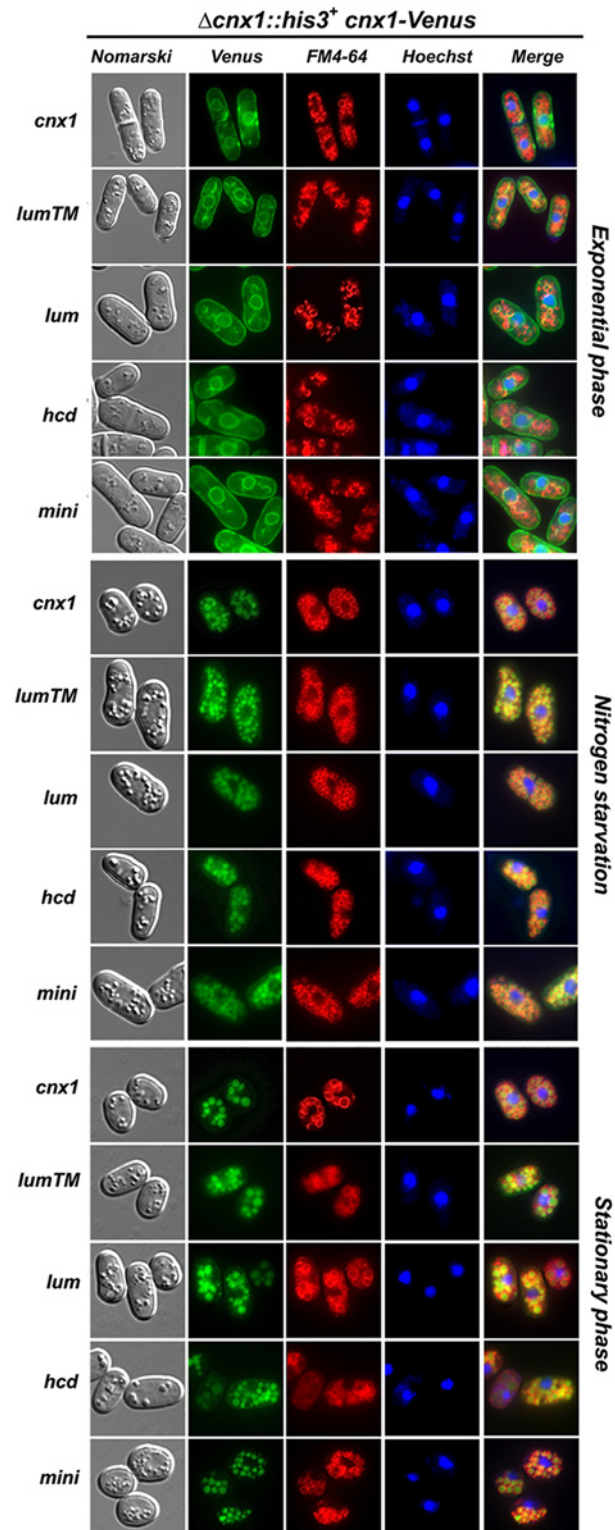 Δcnx1::his3⁺ cnx1-Venus
Nomarski Venus FM4-64 Hoechst Merge
cnx1
lumTM
lum
hcd
mini
Exponential phase
cnx1
lumTM
lum
hcd
mini
Nitrogen starvation
cnx1
lumTM
lum
hcd
mini
Stationary phase